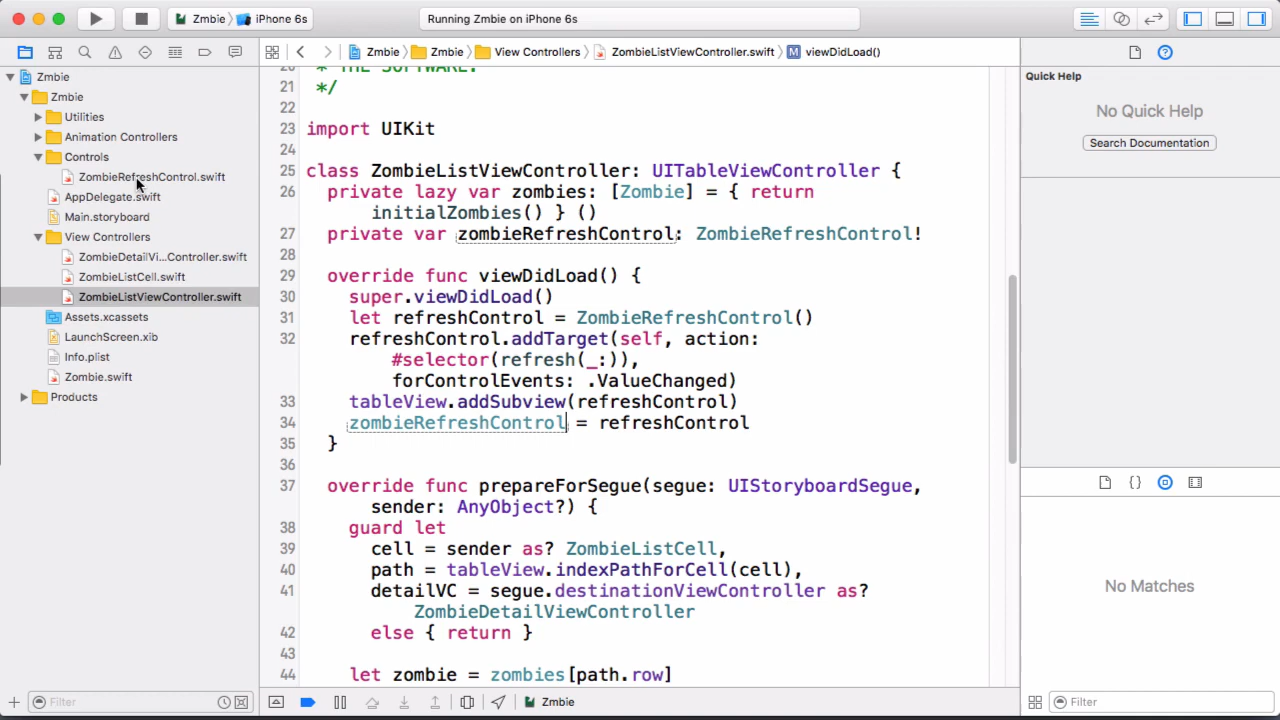 Zmbie
iPhone 6s
Running Zmbie on iPhone 6s
Zmbie
Zmbie
View Controllers
ZombieListViewController.swift
M
viewDidLoad()
Zmbie
Zmbie
Utilities
Animation Controllers
Controls
ZombieRefreshControl.swift
AppDelegate.swift
Main.storyboard
View Controllers
ZombieDetailVi...Controller.swift
ZombieListCell.swift
ZombieListViewController.swift
Assets.xcassets
LaunchScreen.xib
Info.plist
Zombie.swift
Products
Filter
20 * THE SOFTWARE.
21 */
22
23 import UIKit
24
25 class ZombieListViewController: UITableViewController {
26 private lazy var zombies: [Zombie] = { return
initialZombies() } ()
27 private var zombieRefreshControl: ZombieRefreshControl!
28
29 override func viewDidLoad() {
30 super.viewDidLoad()
31 let refreshControl = ZombieRefreshControl()
32 refreshControl.addTarget(self, action:
#selector(refresh(_:)),
forControlEvents: .ValueChanged)
33 tableView.addSubview(refreshControl)
34 zombieRefreshControl = refreshControl
35 }
36
37 override func prepareForSegue(segue: UIStoryboardSegue,
sender: AnyObject?) {
38 guard let
39 cell = sender as? ZombieListCell,
40 path = tableView.indexPathForCell(cell),
41 detailVC = segue.destinationViewController as?
ZombieDetailViewController
42 else { return }
43
44 let zombie = zombies[path.row]
Zmbie
Quick Help
No Quick Help
Search Documentation
No Matches
Filter